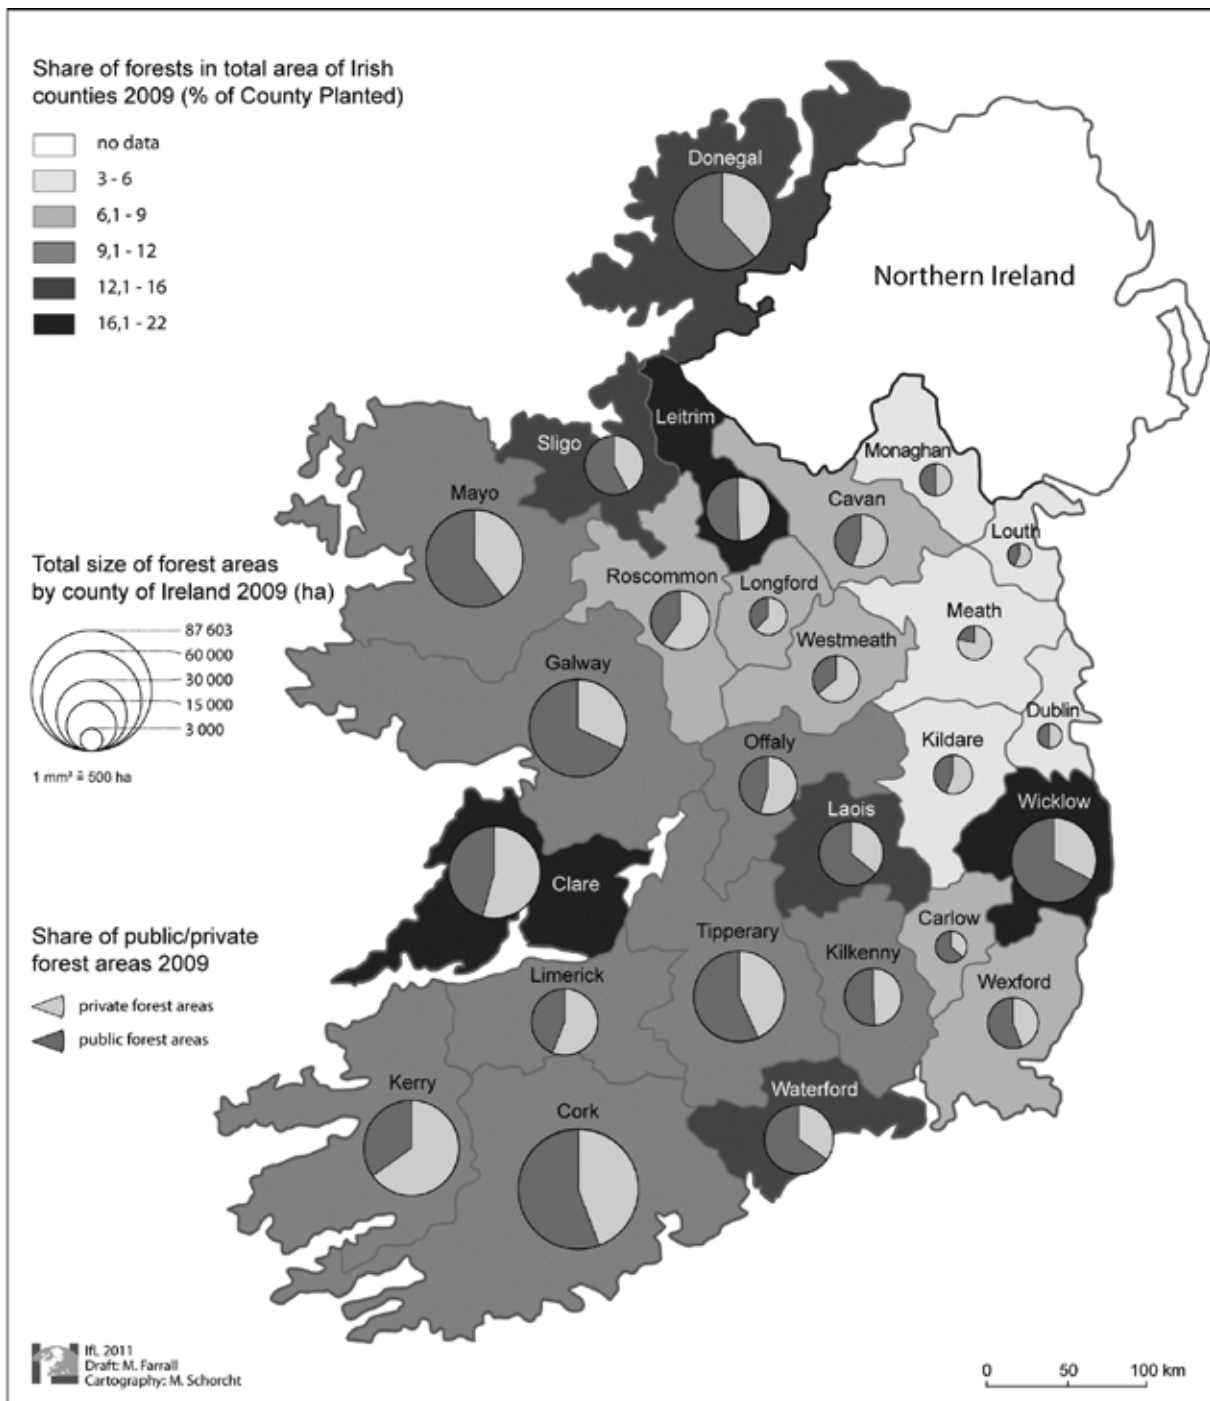 Share of forests in total area of Irish
counties 2009 (% of County Planted)
no data
3 - 6
6,1 - 9
9,1 - 12
12,1 - 16
16,1 - 22
Donegal
Northern Ireland
Leitrim
Sligo
Monaghan
Mayo
Cavan
Louth
Total size of forest areas
by county of Ireland 2009 (ha)
87 603
60 000
30 000
15 000
3 000
1 mm² ≙ 500 ha
Roscommon
Longford
Meath
Westmeath
Galway
Dublin
Offaly
Kildare
Laois
Wicklow
Clare
Carlow
Share of public/private
forest areas 2009
private forest areas
public forest areas
Tipperary
Kilkenny
Limerick
Wexford
Kerry
Waterford
Cork
IfL 2011
Draft: M. Farrall
Cartography: M. Schorcht
0 50 100 km